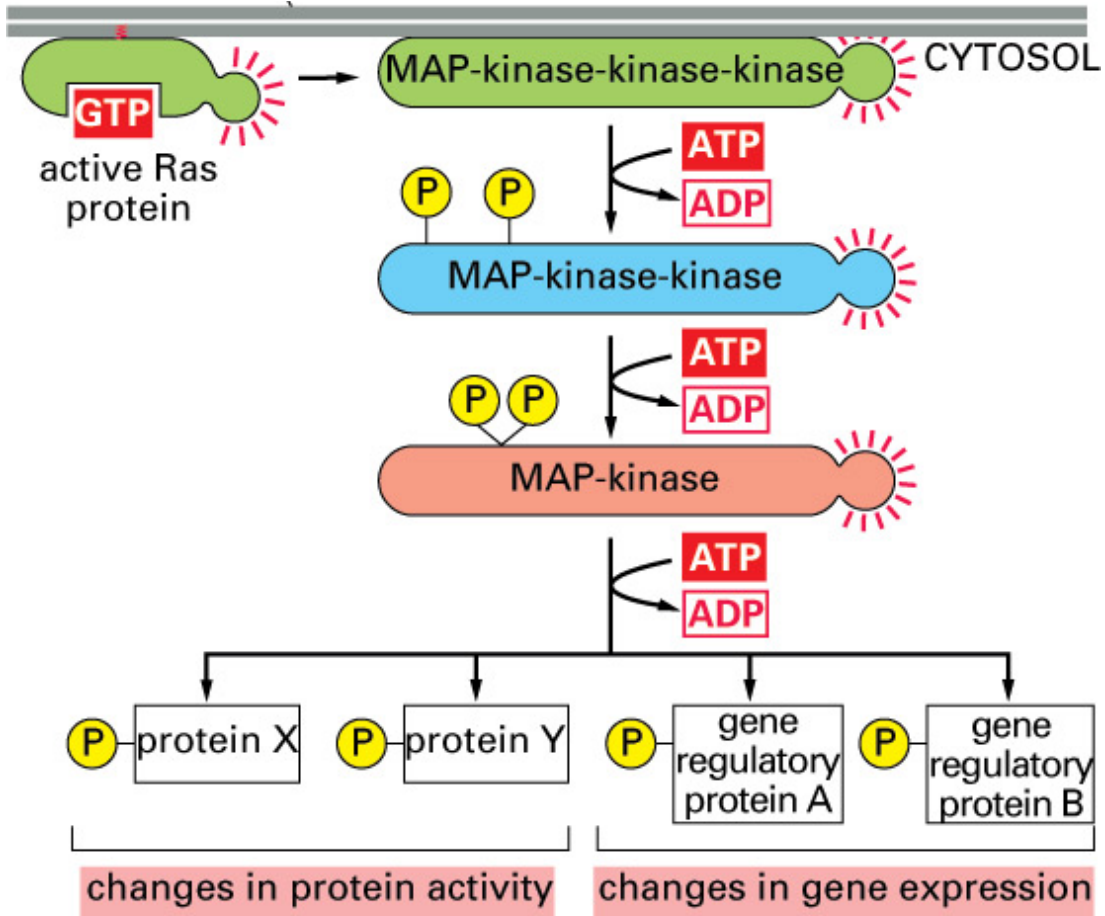 MAP-kinase-kinase-kinase
CYTOSOL
GTP
active Ras
protein
ATP
ADP
P
P
MAP-kinase-kinase
ATP
ADP
P
P
MAP-kinase
ATP
ADP
P
protein X
P
protein Y
P
gene
regulatory
protein A
P
gene
regulatory
protein B
changes in protein activity
changes in gene expression